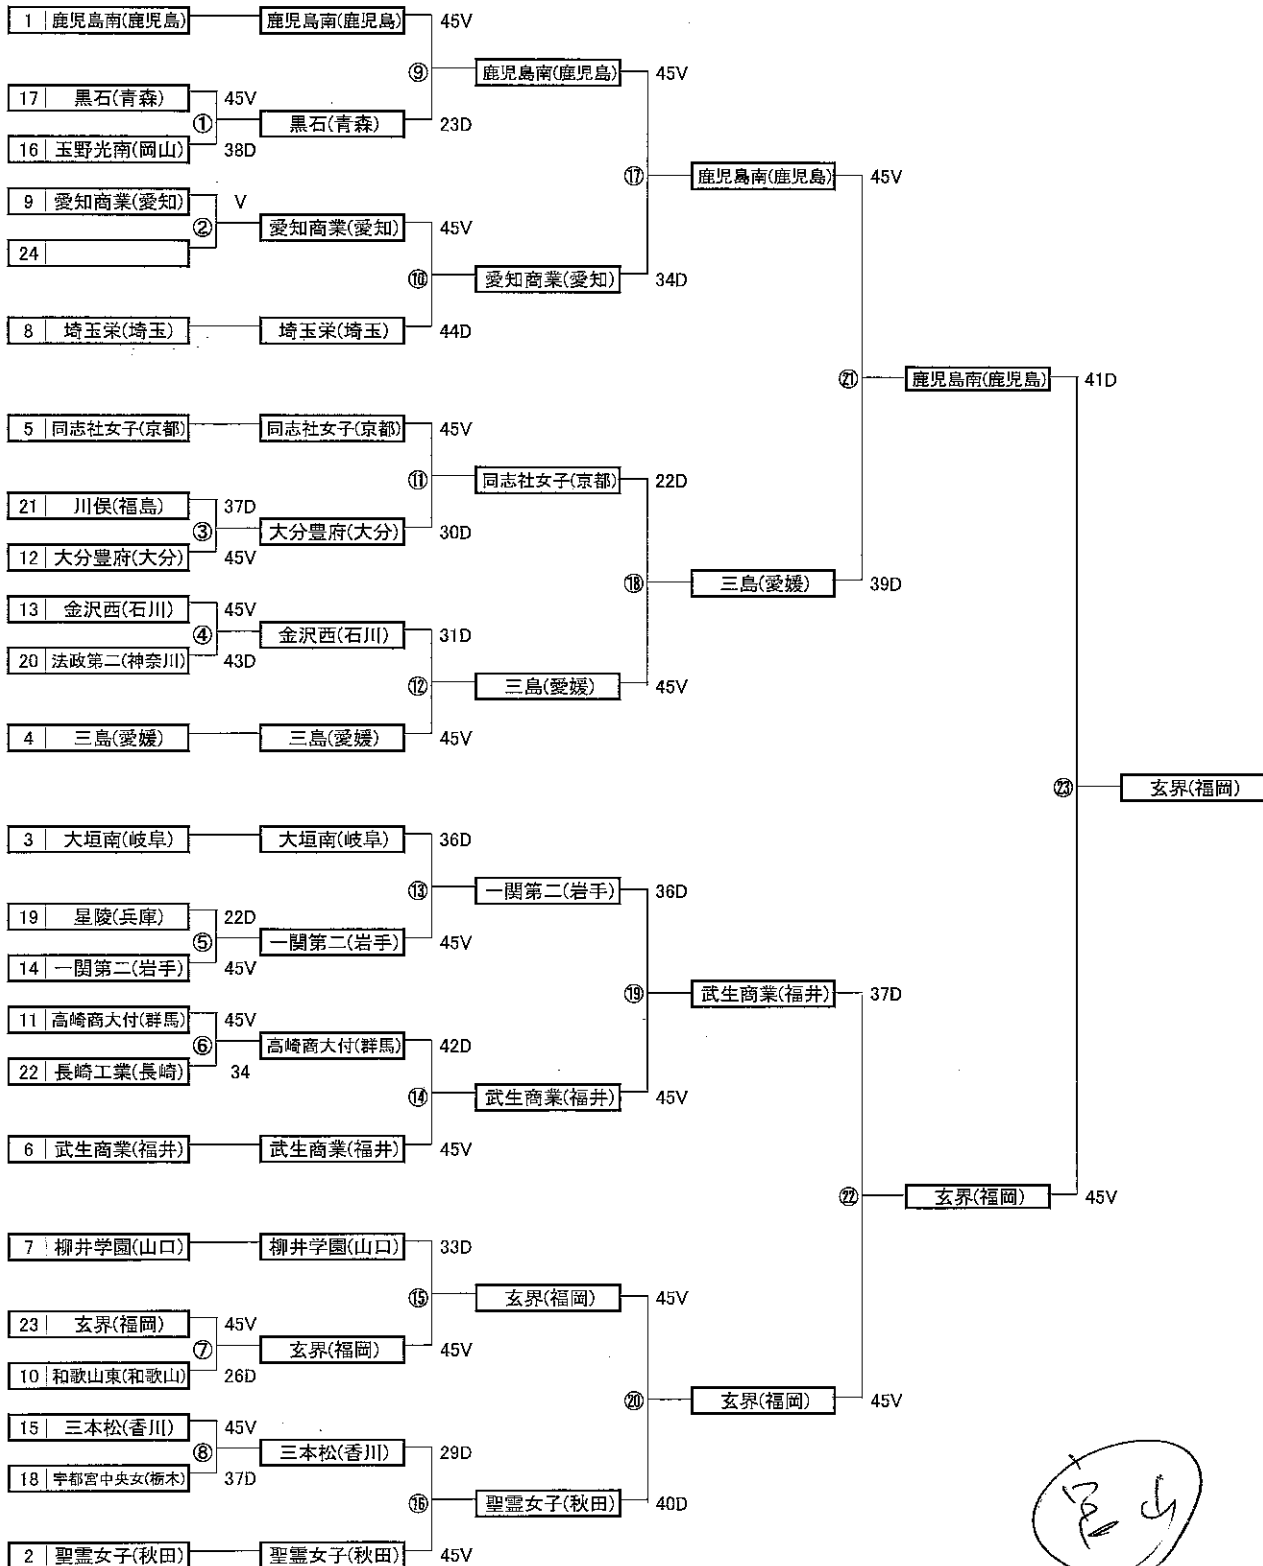 1 鹿児島南(鹿児島) 鹿児島南(鹿児島) 45V
⑨ 鹿児島南(鹿児島) 45V
17 黒石(青森) 45V
① 黒石(青森) 23D
16 玉野光南(岡山) 38D
⑰ 鹿児島南(鹿児島) 45V
9 愛知商業(愛知) V
② 愛知商業(愛知) 45V
24
⑩ 愛知商業(愛知) 34D
8 埼玉栄(埼玉) 埼玉栄(埼玉) 44D
㉑ 鹿児島南(鹿児島) 41D
5 同志社女子(京都) 同志社女子(京都) 45V
⑪ 同志社女子(京都) 22D
21 川俣(福島) 37D
③ 大分豊府(大分) 30D
12 大分豊府(大分) 45V
⑱ 三島(愛媛) 39D
13 金沢西(石川) 45V
④ 金沢西(石川) 31D
20 法政第二(神奈川) 43D
⑫ 三島(愛媛) 45V
4 三島(愛媛) 三島(愛媛) 45V
㉓ 玄界(福岡)
3 大垣南(岐阜) 大垣南(岐阜) 36D
⑬ 一関第二(岩手) 36D
19 星陵(兵庫) 22D
⑤ 一関第二(岩手) 45V
14 一関第二(岩手) 45V
⑲ 武生商業(福井) 37D
11 高崎商大付(群馬) 45V
⑥ 高崎商大付(群馬) 42D
22 長崎工業(長崎) 34
⑭ 武生商業(福井) 45V
6 武生商業(福井) 武生商業(福井) 45V
㉒ 玄界(福岡) 45V
7 柳井学園(山口) 柳井学園(山口) 33D
⑮ 玄界(福岡) 45V
23 玄界(福岡) 45V
⑦ 玄界(福岡) 45V
10 和歌山東(和歌山) 26D
⑳ 玄界(福岡) 45V
15 三本松(香川) 45V
⑧ 三本松(香川) 29D
18 宇都宮中央女(栃木) 37D
⑯ 聖霊女子(秋田) 40D
2 聖霊女子(秋田) 聖霊女子(秋田) 45V